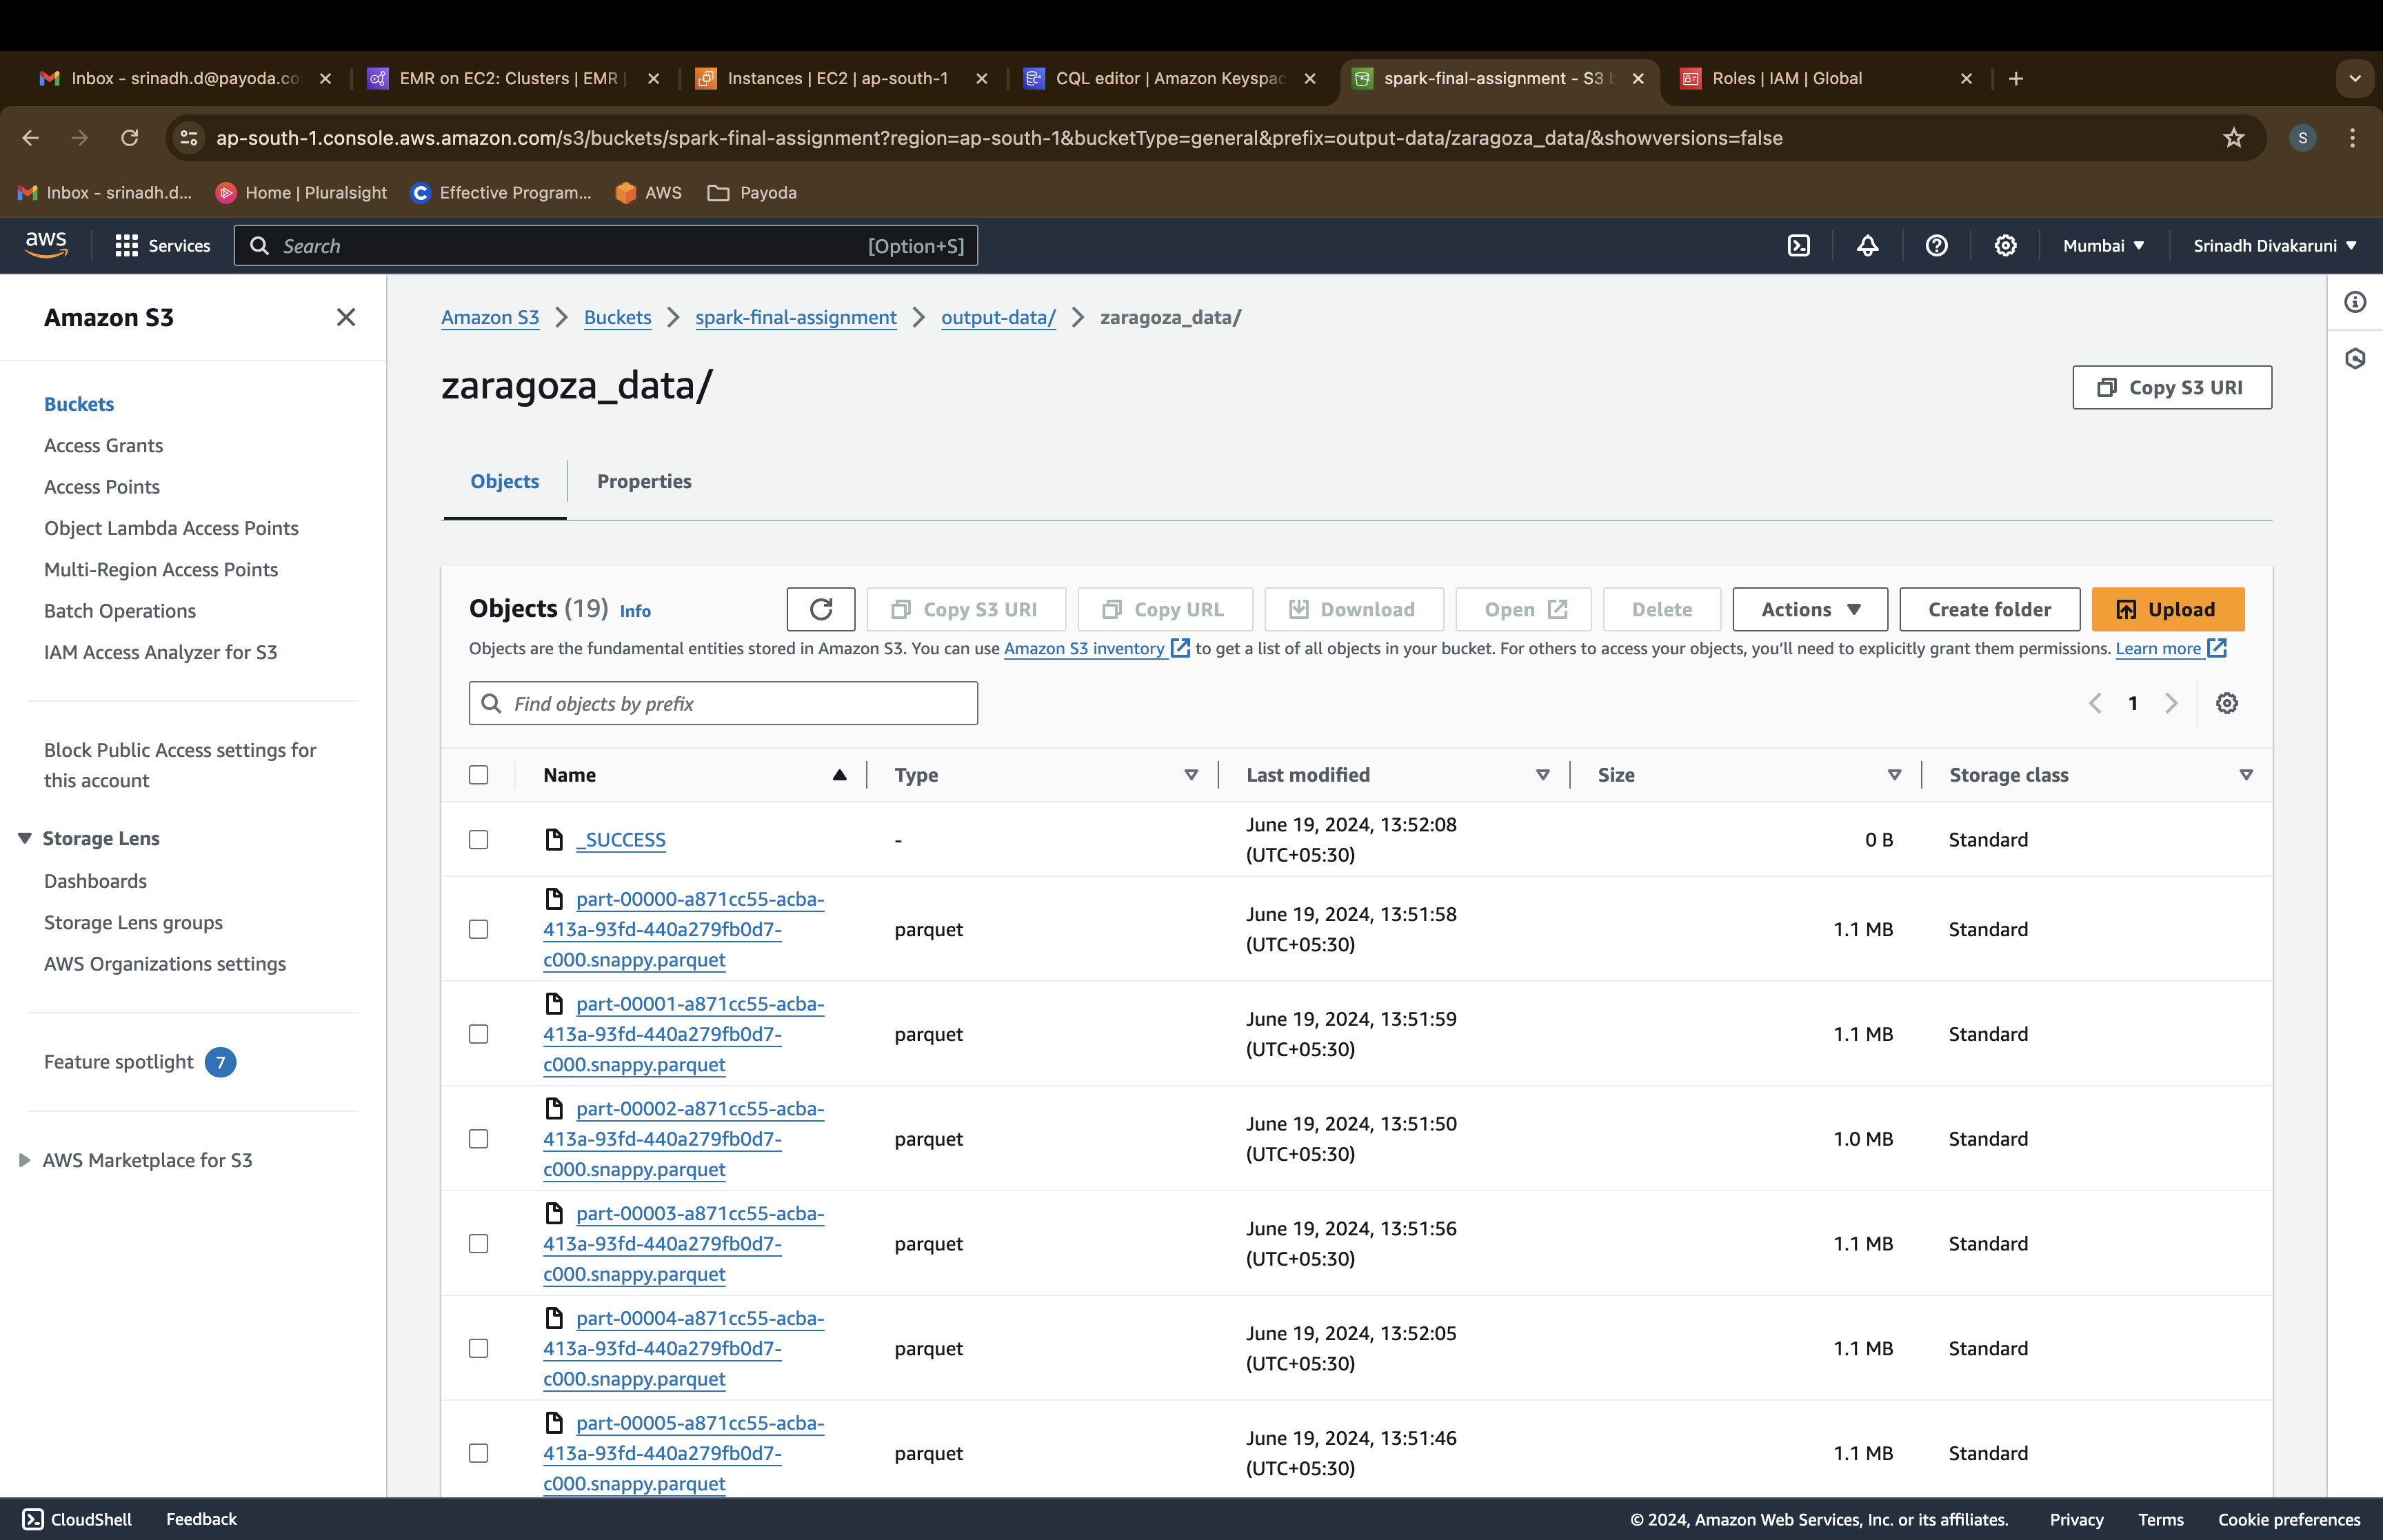 Inbox - srinadh.d@payoda.co
EMR on EC2: Clusters | EMR |
Instances | EC2 | ap-south-1
CQL editor | Amazon Keyspac
spark-final-assignment - S3 b
Roles | IAM | Global
ap-south-1.console.aws.amazon.com/s3/buckets/spark-final-assignment?region=ap-south-1&bucketType=general&prefix=output-data/zaragoza_data/&showversions=false
S
Inbox - srinadh.d...
Home | Pluralsight
C Effective Program...
AWS
Payoda
aws
Services
Search
[Option+S]
Mumbai
Srinadh Divakaruni
Amazon S3
Buckets
Access Grants
Access Points
Object Lambda Access Points
Multi-Region Access Points
Batch Operations
IAM Access Analyzer for S3
Block Public Access settings for
this account
Storage Lens
Dashboards
Storage Lens groups
AWS Organizations settings
Feature spotlight 7
AWS Marketplace for S3
Amazon S3 > Buckets > spark-final-assignment > output-data/ > zaragoza_data/
zaragoza_data/
Copy S3 URI
Objects
Properties
Objects (19) Info
Copy S3 URI
Copy URL
Download
Open
Delete
Actions
Create folder
Upload
Objects are the fundamental entities stored in Amazon S3. You can use Amazon S3 inventory to get a list of all objects in your bucket. For others to access your objects, you'll need to explicitly grant them permissions. Learn more
Find objects by prefix
1
Name Type Last modified Size Storage class
_SUCCESS - June 19, 2024, 13:52:08 0 B Standard
(UTC+05:30)
part-00000-a871cc55-acba- June 19, 2024, 13:51:58
413a-93fd-440a279fb0d7- parquet 1.1 MB Standard
c000.snappy.parquet (UTC+05:30)
part-00001-a871cc55-acba- June 19, 2024, 13:51:59
413a-93fd-440a279fb0d7- parquet 1.1 MB Standard
c000.snappy.parquet (UTC+05:30)
part-00002-a871cc55-acba- June 19, 2024, 13:51:50
413a-93fd-440a279fb0d7- parquet 1.0 MB Standard
c000.snappy.parquet (UTC+05:30)
part-00003-a871cc55-acba- June 19, 2024, 13:51:56
413a-93fd-440a279fb0d7- parquet 1.1 MB Standard
c000.snappy.parquet (UTC+05:30)
part-00004-a871cc55-acba- June 19, 2024, 13:52:05
413a-93fd-440a279fb0d7- parquet 1.1 MB Standard
c000.snappy.parquet (UTC+05:30)
part-00005-a871cc55-acba- June 19, 2024, 13:51:46
413a-93fd-440a279fb0d7- parquet 1.1 MB Standard
c000.snappy.parquet (UTC+05:30)
CloudShell
Feedback
© 2024, Amazon Web Services, Inc. or its affiliates.
Privacy
Terms
Cookie preferences